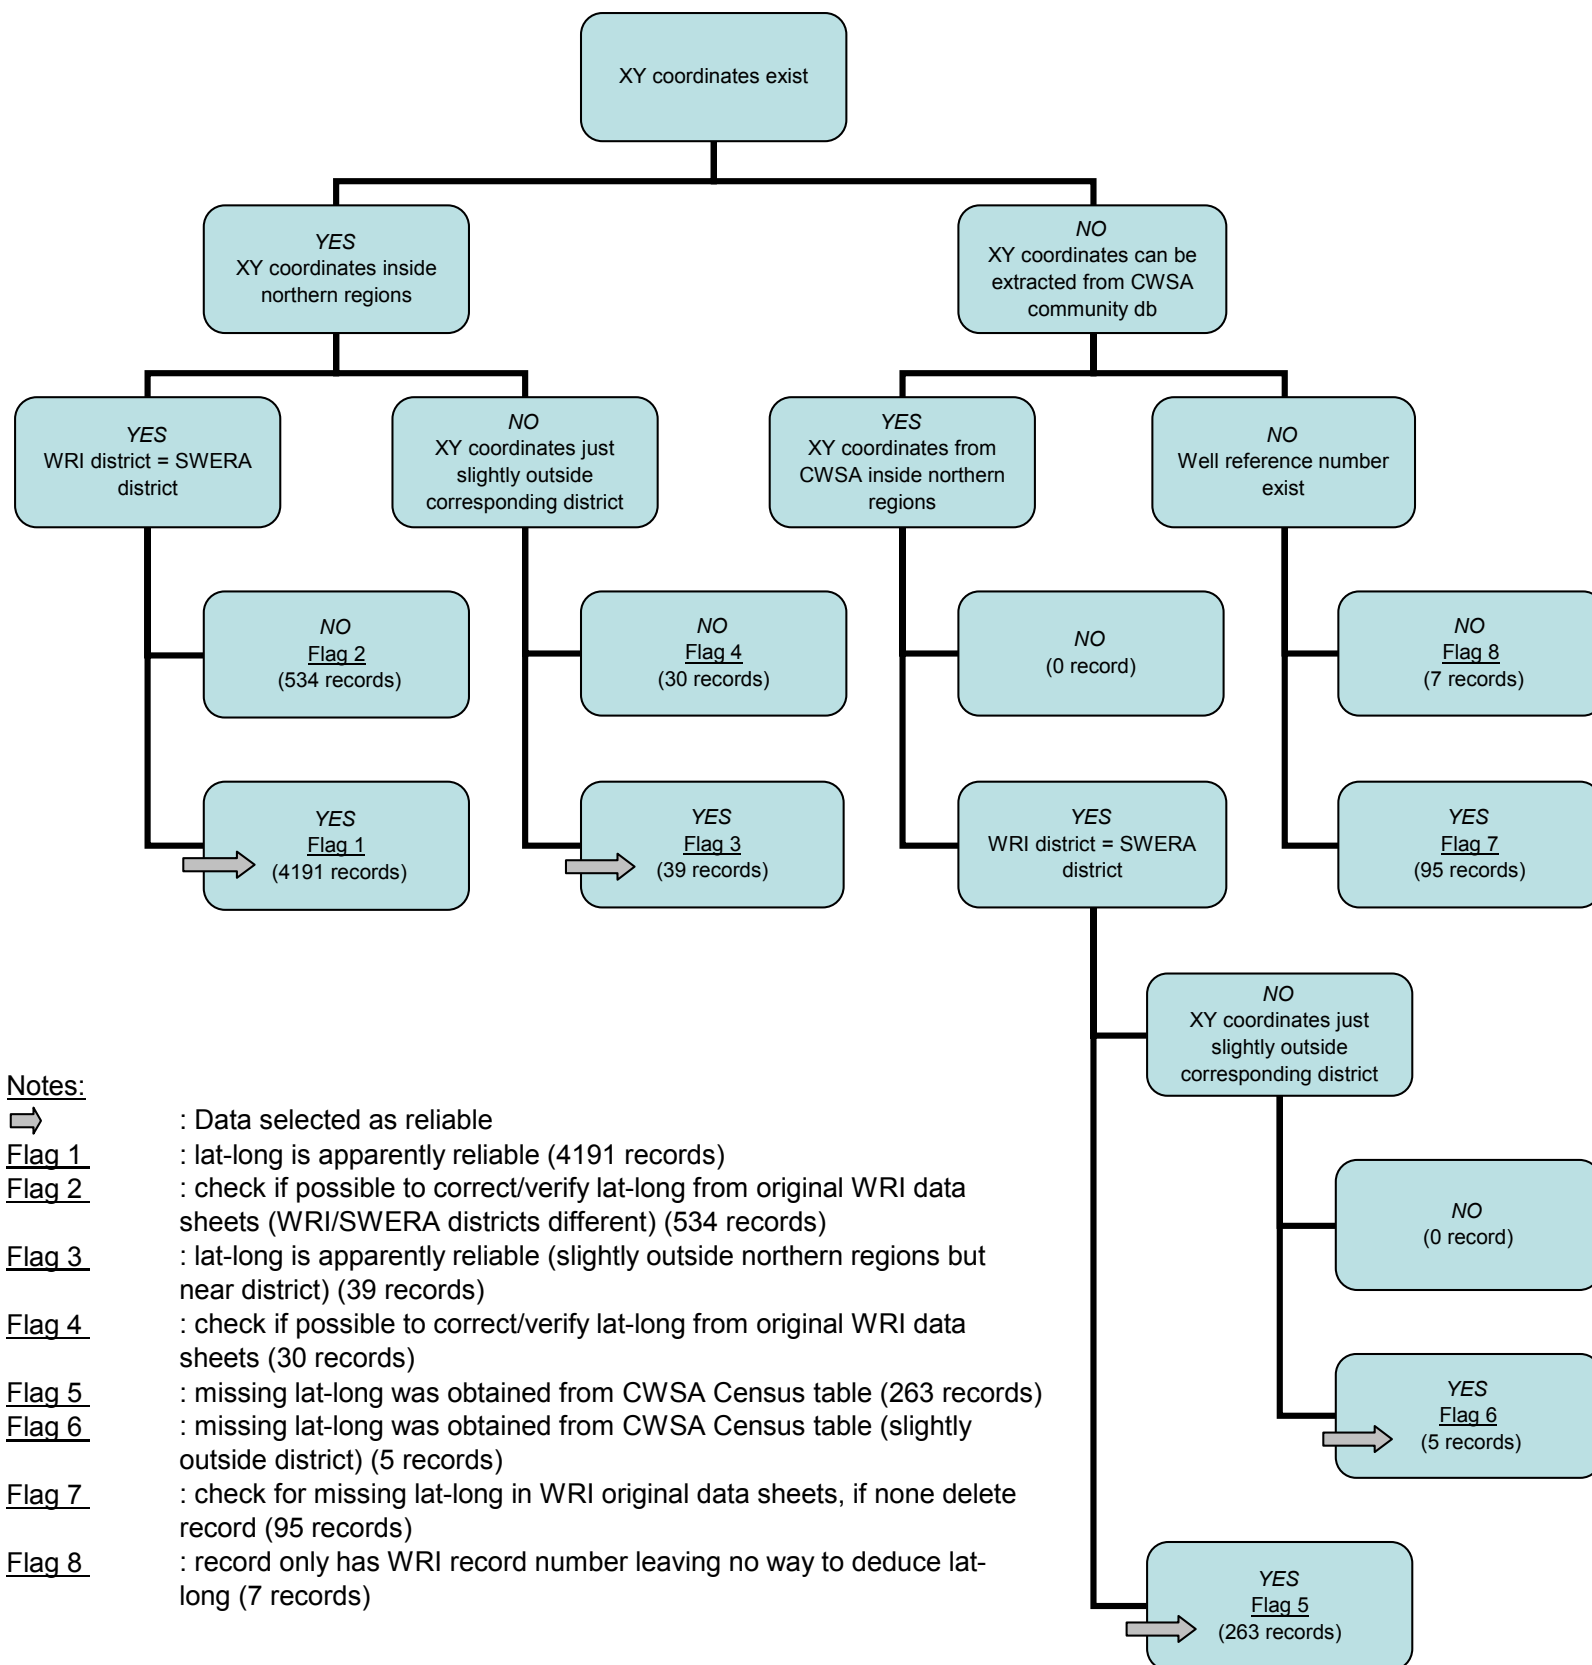 XY coordinates exist
YES
XY coordinates inside
northern regions
NO
XY coordinates can be
extracted from CWSA
community db
YES
WRI district = SWERA
district
NO
XY coordinates just
slightly outside
corresponding district
YES
XY coordinates from
CWSA inside northern
regions
NO
Well reference number
exist
NO
Flag 2
(534 records)
NO
Flag 4
(30 records)
NO
(0 record)
NO
Flag 8
(7 records)
YES
Flag 1
(4191 records)
YES
Flag 3
(39 records)
YES
WRI district = SWERA
district
YES
Flag 7
(95 records)
NO
XY coordinates just
slightly outside
corresponding district
NO
(0 record)
YES
Flag 6
(5 records)
YES
Flag 5
(263 records)
Notes:
: Data selected as reliable
Flag 1 : lat-long is apparently reliable (4191 records)
Flag 2 : check if possible to correct/verify lat-long from original WRI data
sheets (WRI/SWERA districts different) (534 records)
Flag 3 : lat-long is apparently reliable (slightly outside northern regions but
near district) (39 records)
Flag 4 : check if possible to correct/verify lat-long from original WRI data
sheets (30 records)
Flag 5 : missing lat-long was obtained from CWSA Census table (263 records)
Flag 6 : missing lat-long was obtained from CWSA Census table (slightly
outside district) (5 records)
Flag 7 : check for missing lat-long in WRI original data sheets, if none delete
record (95 records)
Flag 8 : record only has WRI record number leaving no way to deduce lat-
long (7 records)